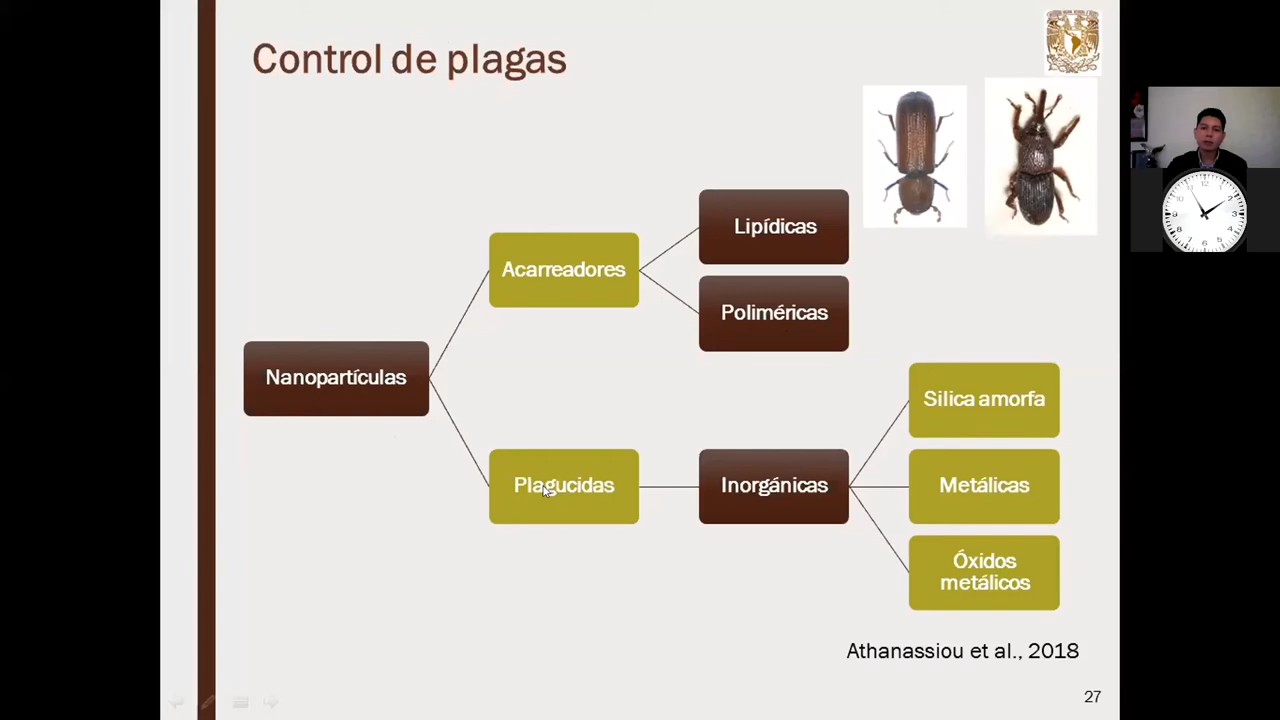 Control de plagas
Lipídicas
Acarreadores
Poliméricas
Nanopartículas
Silica amorfa
Plagucidas
Inorgánicas
Metálicas
Óxidos
metálicos
Athanassiou et al., 2018
27